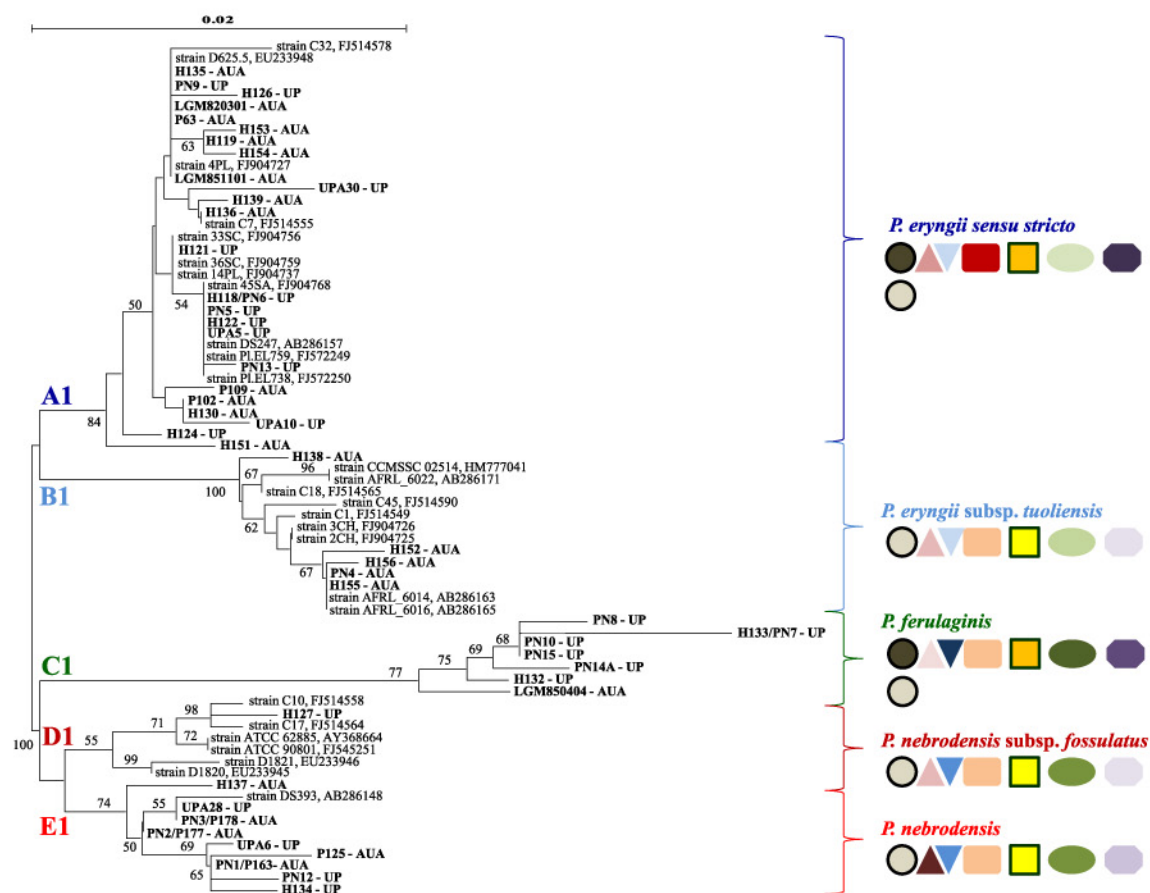 0.02
strain C32, FJ514578
strain D625.5, EU233948
H135 - AUA
PN9 - UP
H126 - UP
LGM820301 - AUA
P63 - AUA
H153 - AUA
63
H119 - AUA
H154 - AUA
strain 4PL, FJ904727
LGM851101 - AUA
UPA30 - UP
H139 - AUA
H136 - AUA
strain C7, FJ514555
strain 33SC, FJ904756
H121 - UP
strain 36SC, FJ904759
strain 14PL, FJ904737
strain 45SA, FJ904768
54
H118/PN6 - UP
50
PN5 - UP
H122 - UP
UPA5 - UP
strain DS247, AB286157
strain PLEL759, FJ572249
PN13 - UP
strain PLEL738, FJ572250
P109 - AUA
A1
P102 - AUA
H130 - AUA
84
UPA10 - UP
H124 - UP
H151 - AUA
P. eryngii sensu stricto
H138 - AUA
96
strain CCMSSC 02514, HM777041
67
strain AFRL_6022, AB286171
100
strain C18, FJ514565
B1
strain C45, FJ514590
strain C1, FJ514549
62
strain 3CH, FJ904726
strain 2CH, FJ904725
H152 - AUA
H156 - AUA
67
PN4 - AUA
H155 - AUA
strain AFRL_6014, AB286163
strain AFRL_6016, AB286165
P. eryngii subsp. tuoliensis
PN8 - UP
H133/PN7 - UP
68
PN10 - UP
69
PN15 - UP
75
PN14A - UP
C1
77
H132 - UP
LGM850404 - AUA
P. ferulaginis
strain C10, FJ514558
98
H127 - UP
71
strain C17, FJ514564
D1
72
strain ATCC 62885, AY368664
55
strain ATCC 90801, FJ545251
100
99
strain D1821, EU233946
strain D1820, EU233945
P. nebrodensis subsp. fossulatus
H137 - AUA
74
strain DS393, AB286148
55
UPA28 - UP
PN3/P178 - AUA
E1
PN2/P177 - AUA
50
69
UPA6 - UP
P125 - AUA
PN1/P163 - AUA
65
PN12 - UP
H134 - UP
P. nebrodensis